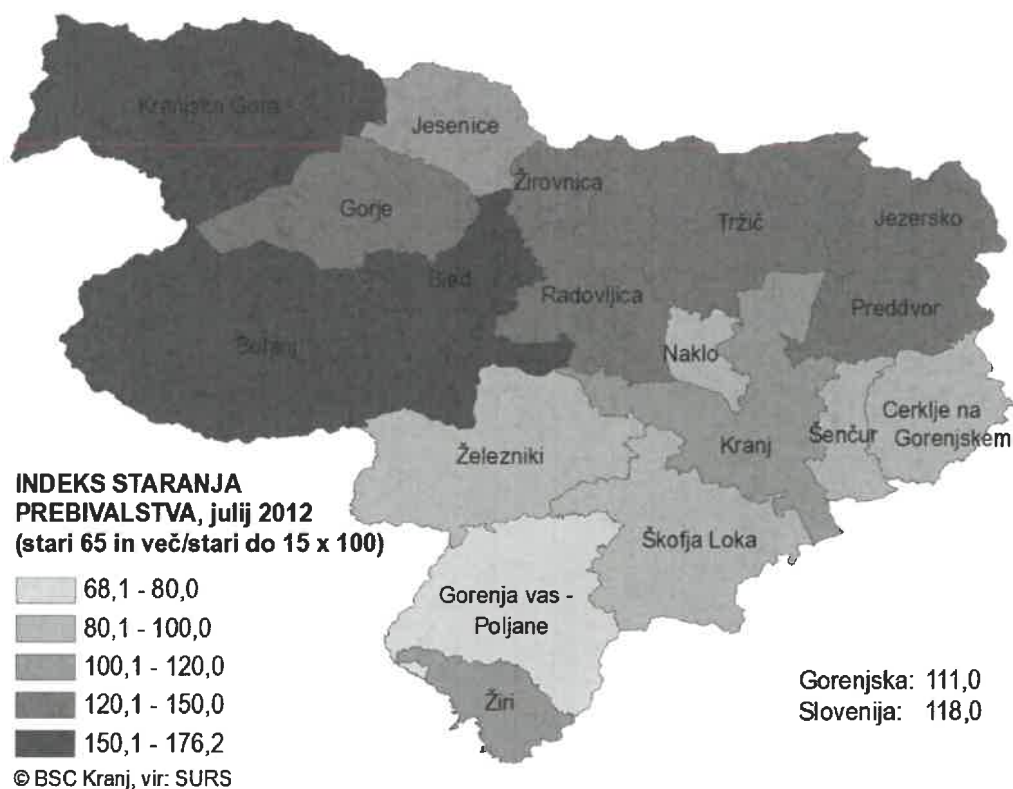 Kranjska Gora
Jesenice
Žirovnica
Gorje
Tržič
Jezersko
Bled
Radovljica
Preddvor
Bohinj
Naklo
Cerklje na
Gorenjskem
Šenčur
Kranj
Železniki
INDEKS STARANJA
PREBIVALSTVA, julij 2012
(stari 65 in več/stari do 15 x 100)
Škofja Loka
68,1 - 80,0
Gorenja vas -
Poljane
80,1 - 100,0
100,1 - 120,0
Žiri
Gorenjska: 111,0
120,1 - 150,0
Slovenija: 118,0
150,1 - 176,2
© BSC Kranj, vir: SURS